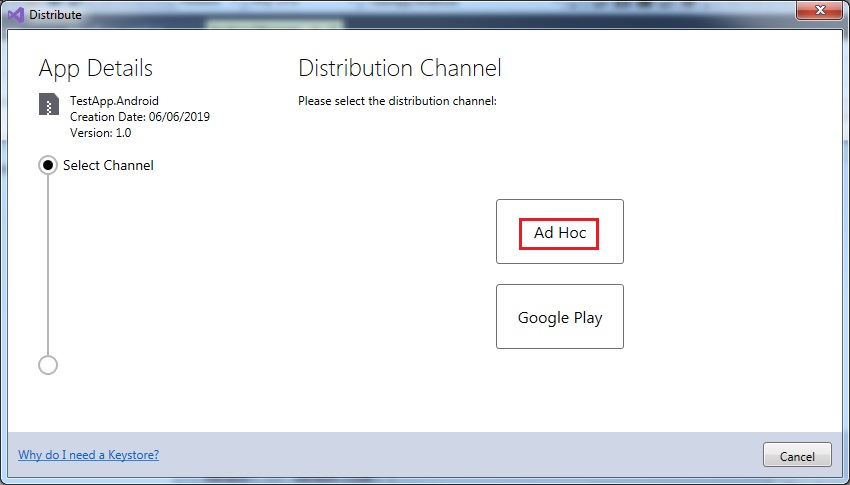 Distribute
App Details
TestApp.Android
Creation Date: 06/06/2019
Version: 1.0
Select Channel
Distribution Channel
Please select the distribution channel:
Ad Hoc
Google Play
Why do I need a Keystore?
Cancel